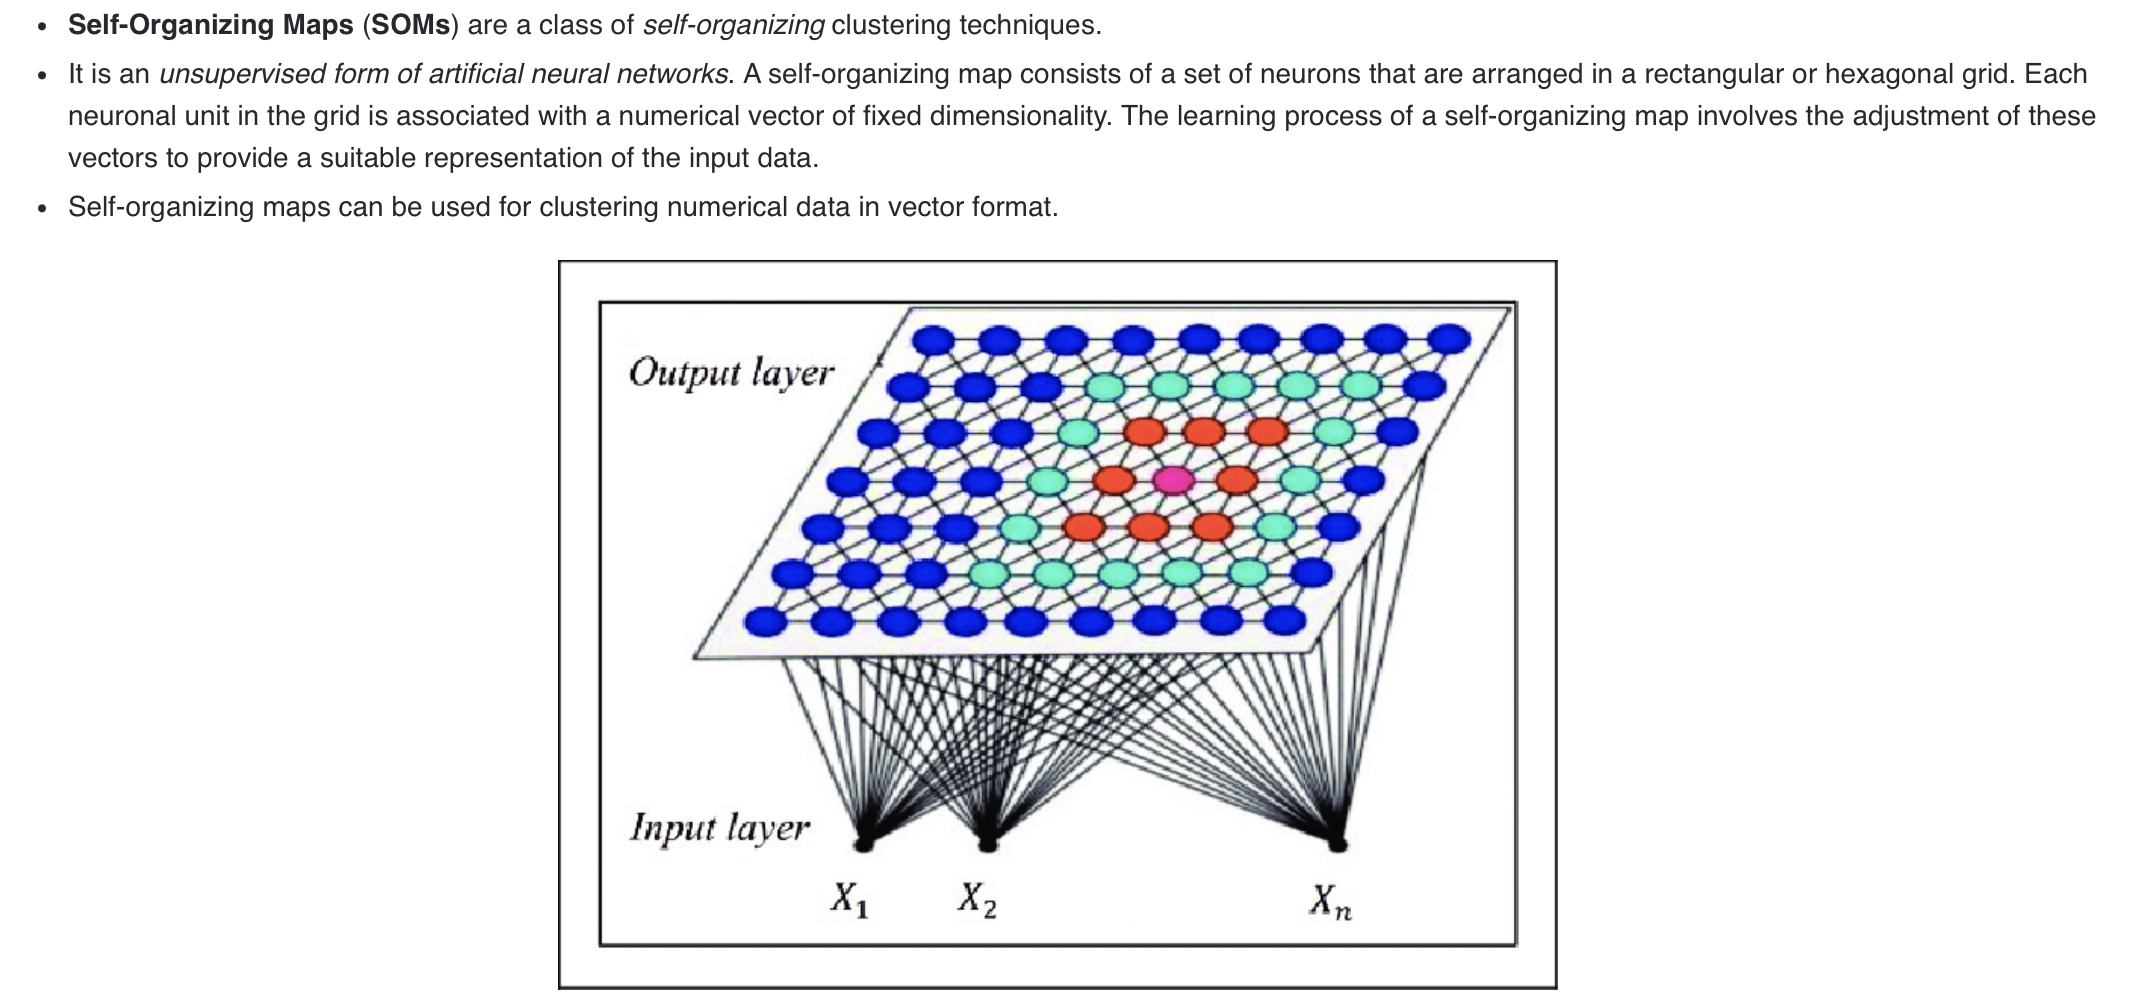 Self-Organizing Maps (SOMs) are a class of self-organizing clustering techniques.
It is an unsupervised form of artificial neural networks. A self-organizing map consists of a set of neurons that are arranged in a rectangular or hexagonal grid. Each
neuronal unit in the grid is associated with a numerical vector of fixed dimensionality. The learning process of a self-organizing map involves the adjustment of these
vectors to provide a suitable representation of the input data.
Self-organizing maps can be used for clustering numerical data in vector format.
Output layer
Input layer
X₁ X₂ Xₙ